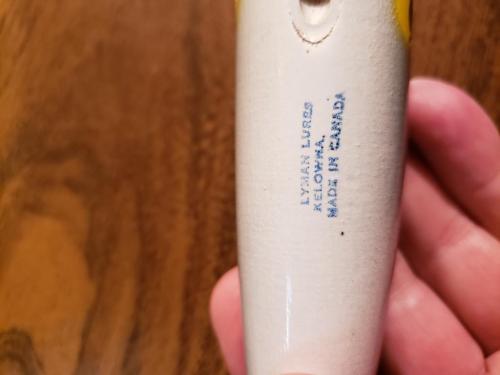 LYMAN LURES
KELOWNA,
MADE IN CANADA